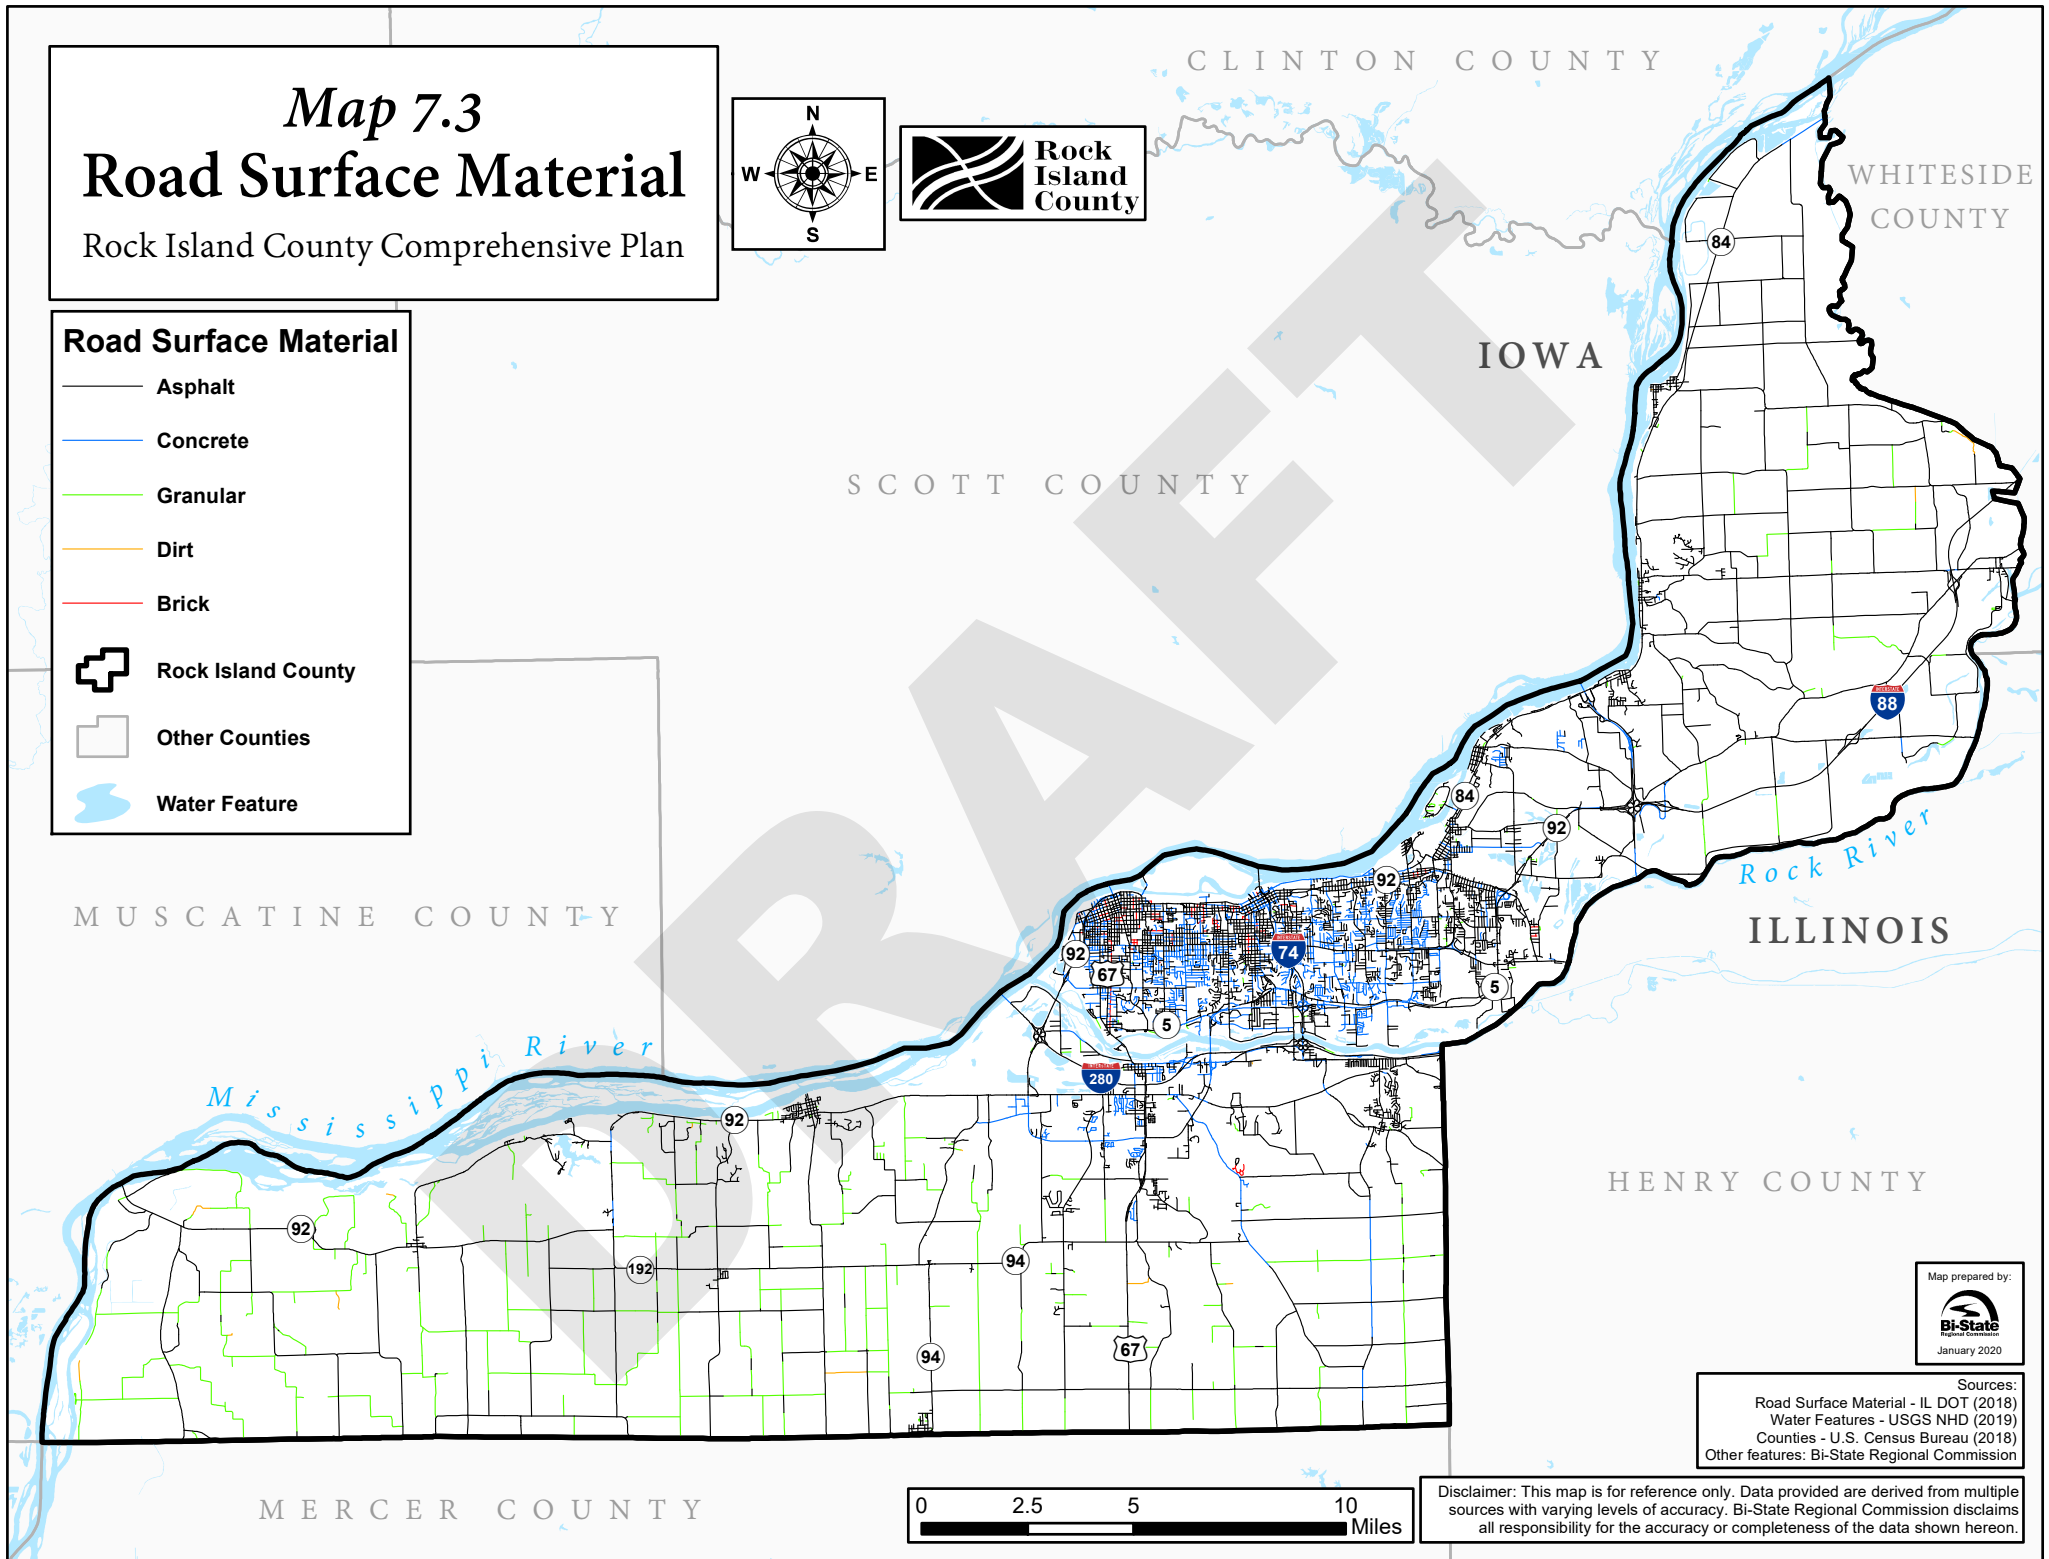 Map 7.3
Road Surface Material
Rock Island County Comprehensive Plan
N
W
E
S
Rock
Island
County
Road Surface Material
Asphalt
Concrete
Granular
Dirt
Brick
Rock Island County
Other Counties
Water Feature
CLINTON COUNTY
WHITESIDE
COUNTY
84
IOWA
SCOTT COUNTY
DRAFT
INTERSTATE
88
84
92
Rock River
MUSCATINE COUNTY
92
ILLINOIS
92
67
INTERSTATE
74
5
5
Mississippi River
INTERSTATE
280
92
HENRY COUNTY
92
192
94
94
67
Map prepared by:
Bi-State
Regional Commission
January 2020
Sources:
Road Surface Material - IL DOT (2018)
Water Features - USGS NHD (2019)
Counties - U.S. Census Bureau (2018)
Other features: Bi-State Regional Commission
MERCER COUNTY
0 2.5 5 10
Miles
Disclaimer: This map is for reference only. Data provided are derived from multiple
sources with varying levels of accuracy. Bi-State Regional Commission disclaims
all responsibility for the accuracy or completeness of the data shown hereon.